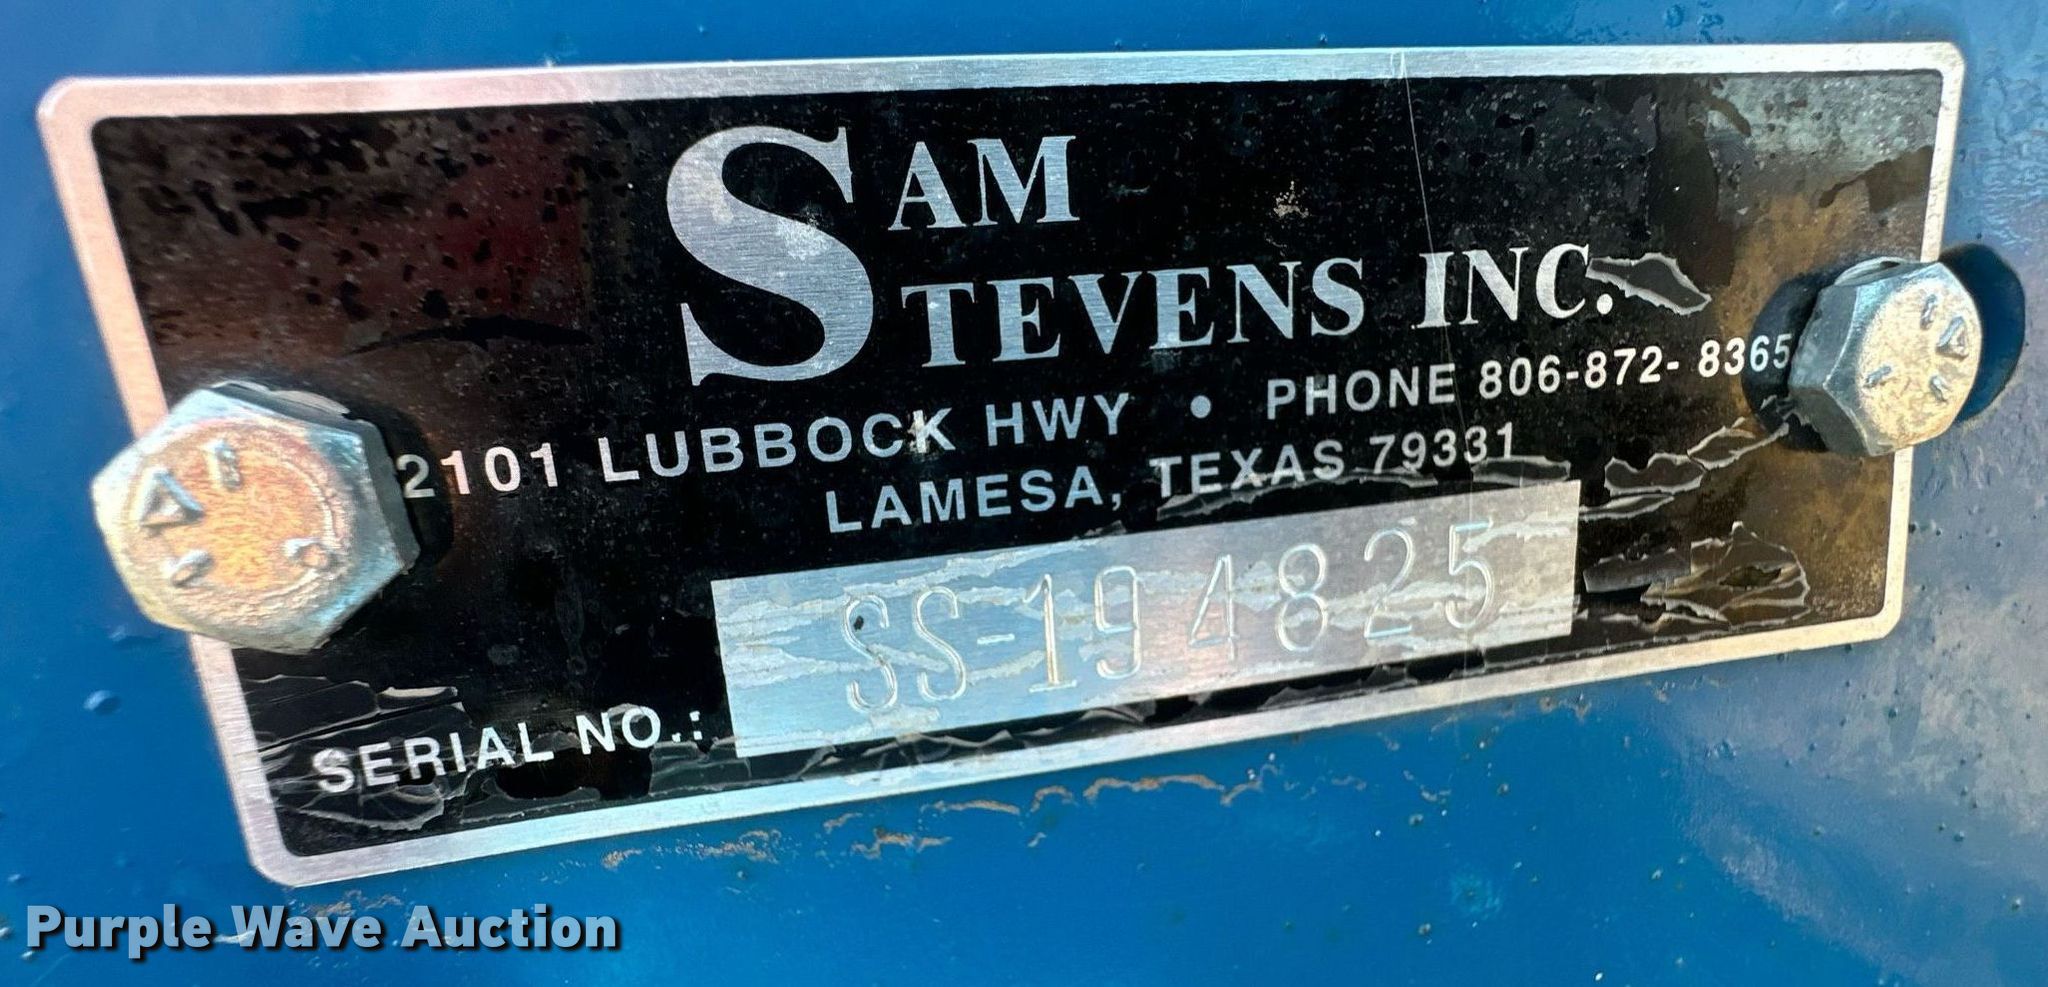 SAM
STEVENS INC.
2101 LUBBOCK HWY • PHONE 806-872-8365
LAMESA, TEXAS 79331
SERIAL NO.: SS-194825
Purple Wave Auction